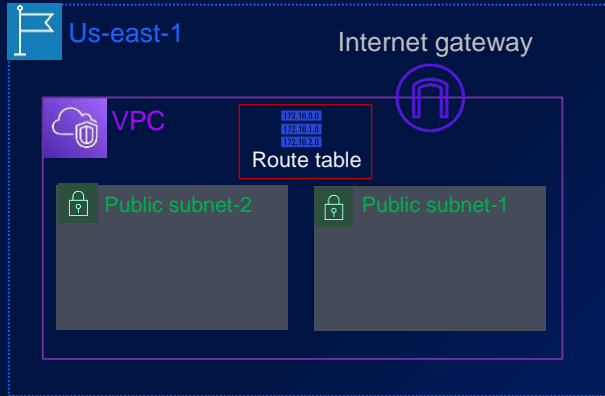 Us-east-1
Internet gateway
VPC
172.16.0.0
172.16.1.0
172.16.2.0
Route table
Public subnet-2
Public subnet-1